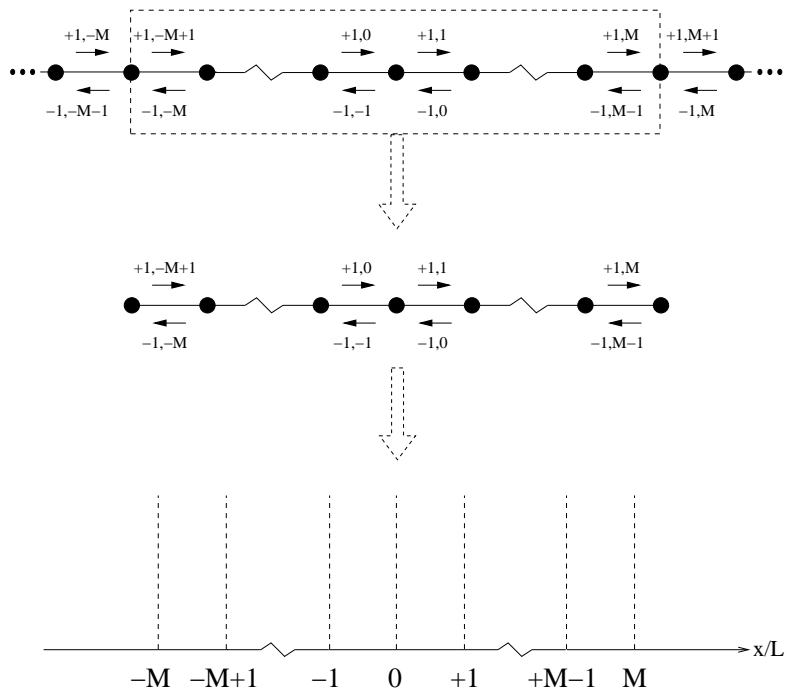 +1,−M +1,−M+1 +1,0 +1,1 +1,M +1,M+1
−1,−M−1 −1,−M −1,−1 −1,0 −1,M−1 −1,M
+1,−M+1 +1,0 +1,1 +1,M
−1,−M −1,−1 −1,0 −1,M−1
x/L
−M −M+1 −1 0 +1 +M−1 M